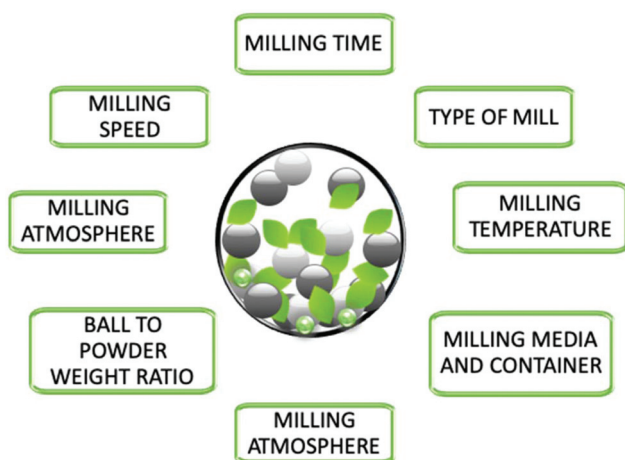 MILLING TIME
MILLING
SPEED
TYPE OF MILL
MILLING
ATMOSPHERE
MILLING
TEMPERATURE
BALL TO
POWDER
WEIGHT RATIO
MILLING MEDIA
AND CONTAINER
MILLING
ATMOSPHERE